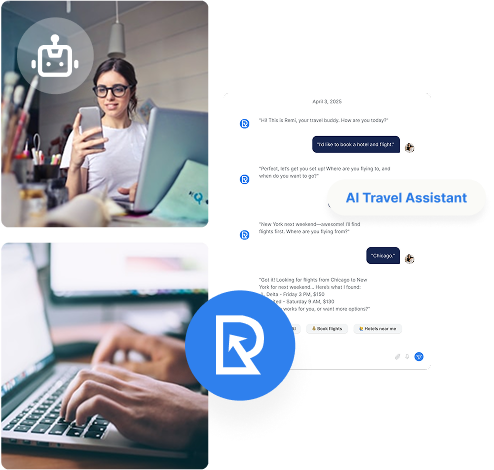 April 3, 2025
"Hi! This is Remi, your travel buddy. How are you today?"
"I'd like to book a hotel and flight."
"Perfect, let's get you set up! Where are you flying to, and
when do you want to go?"
AI Travel Assistant
"New York next weekend—awesome! I'll find
flights first. Where are you flying from?"
"Chicago."
"Got it! Looking for flights from Chicago to New
York for next weekend... Here's what I found:
Delta - Friday 3 PM, $150
- Saturday 9 AM, $130
works for you, or want more options?"
Book flights
Hotels near me